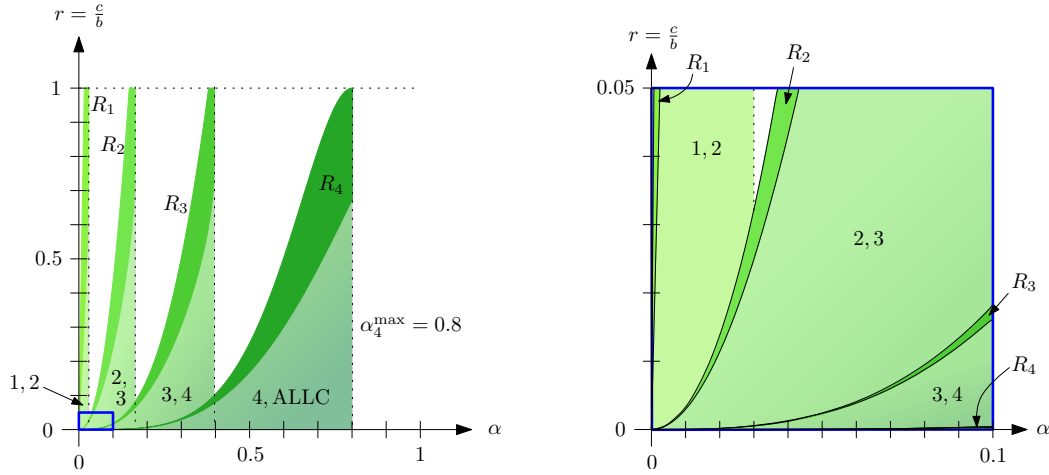 r = c/b
1
R₁
R₂
R₃
R₄
0.5
α₄ᵐᵃˣ = 0.8
1, 2
2,
3
3, 4
4, ALLC
0
0
0.5
1
α
r = c/b
R₁
R₂
0.05
1, 2
2, 3
R₃
R₄
3, 4
0
0
0.1
α